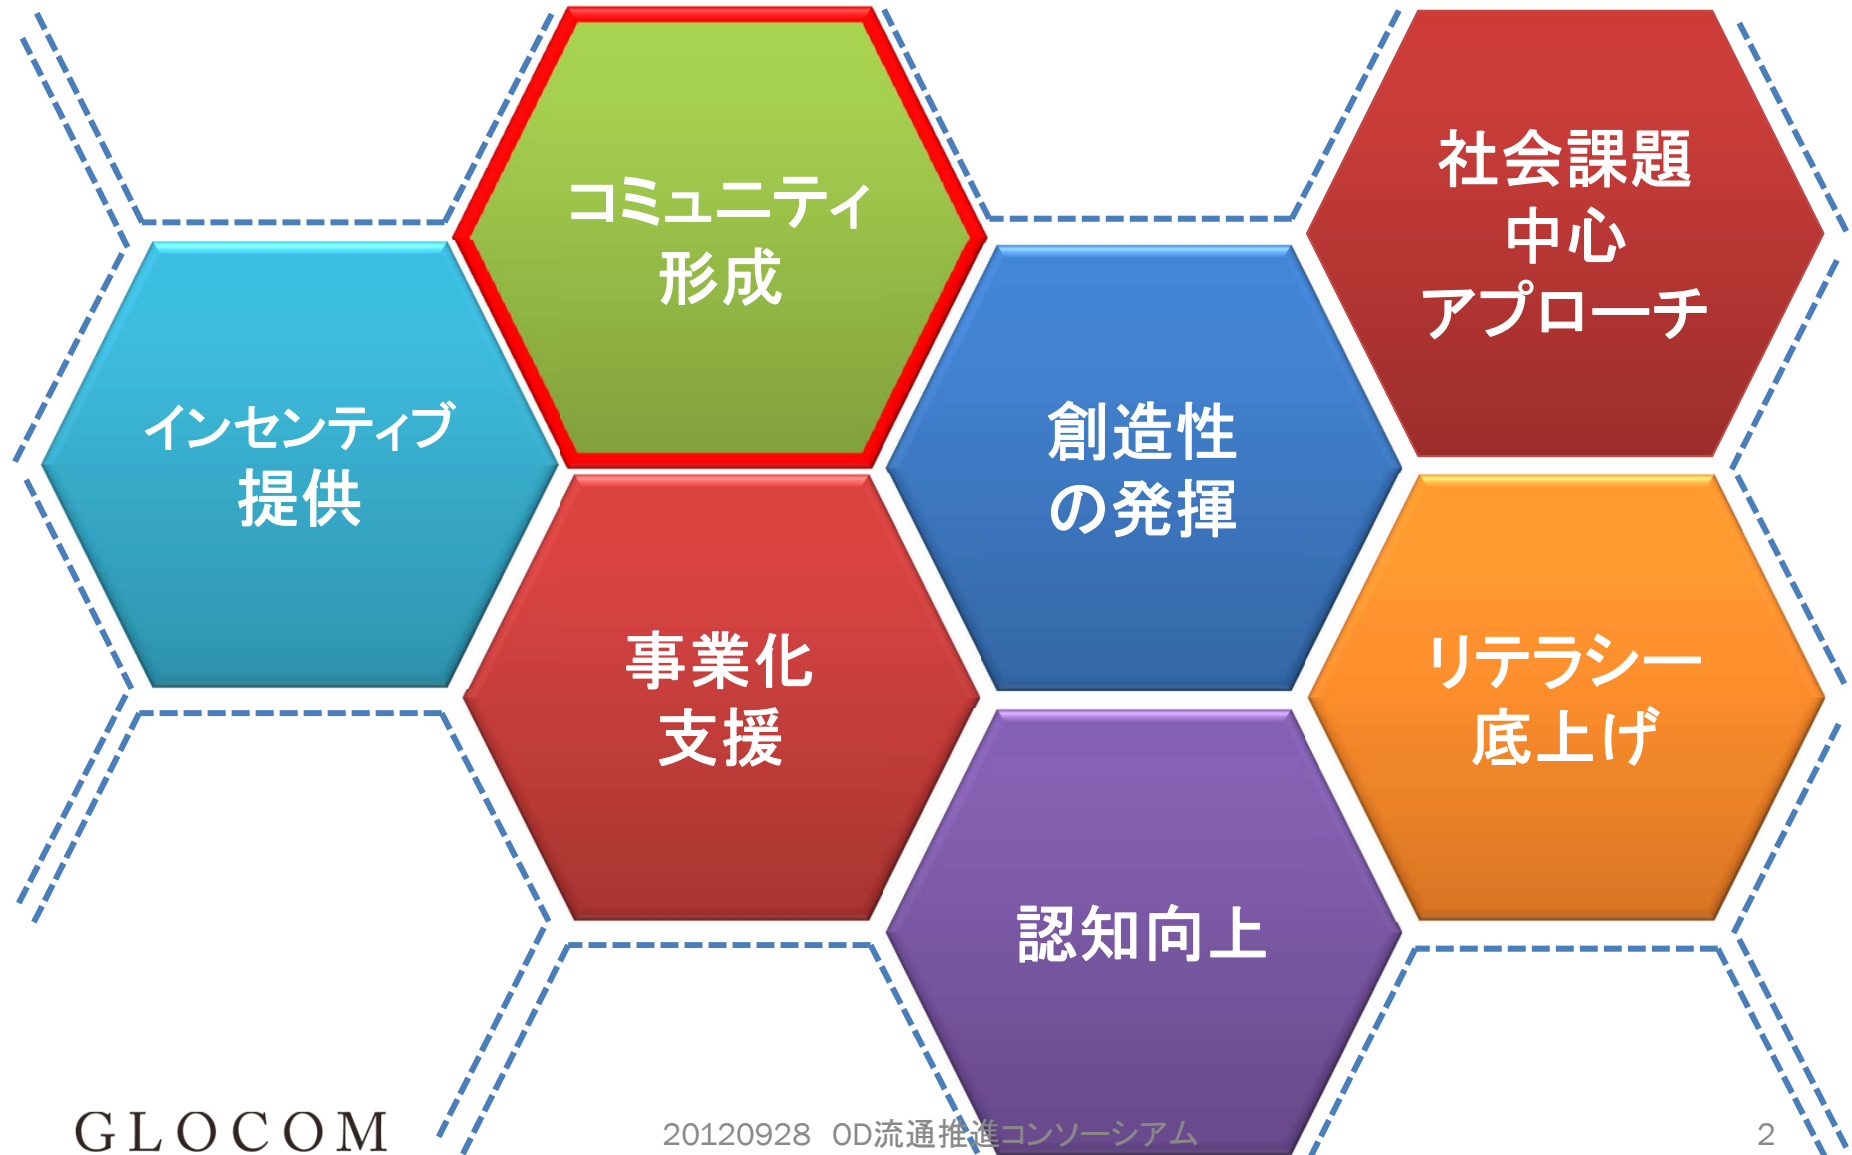 コミュニティ
形成
社会課題
中心
アプローチ
インセンティブ
提供
創造性
の発揮
事業化
支援
リテラシー
底上げ
認知向上
GLOCOM
20120928 OD流通推進コンソーシアム
2